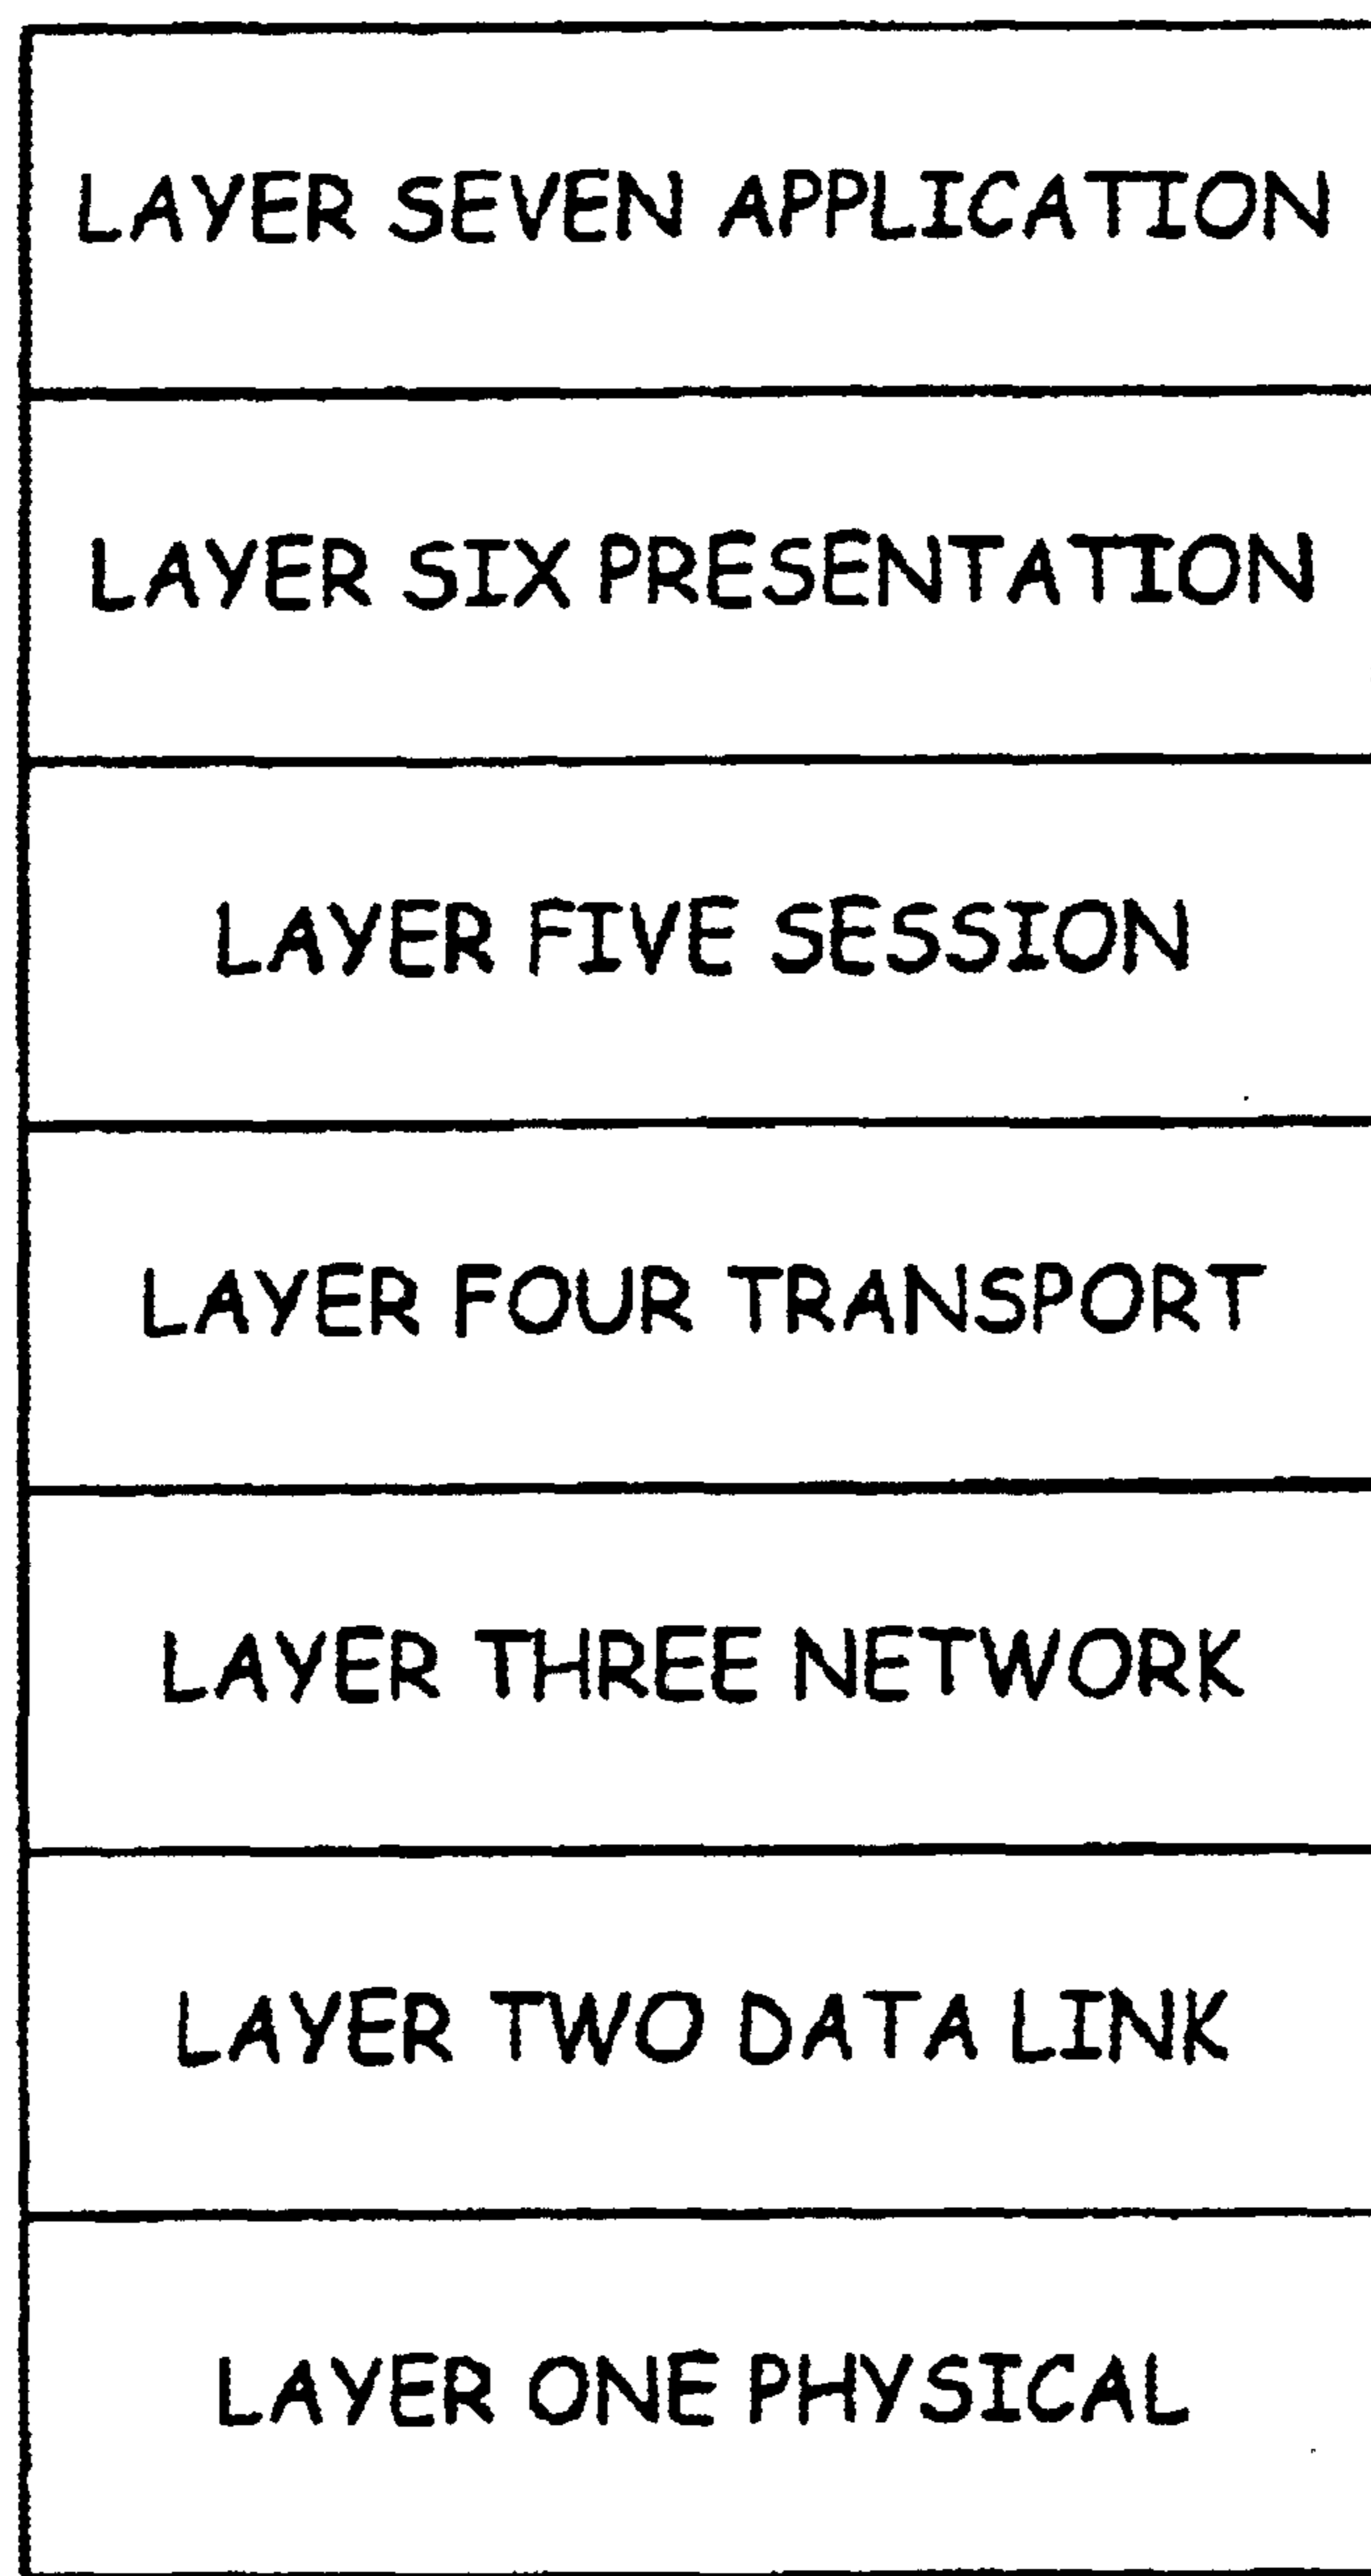 LAYER SEVEN APPLICATION
LAYER SIX PRESENTATION
LAYER FIVE SESSION
LAYER FOUR TRANSPORT
LAYER THREE NETWORK
LAYER TWO DATA LINK
LAYER ONE PHYSICAL